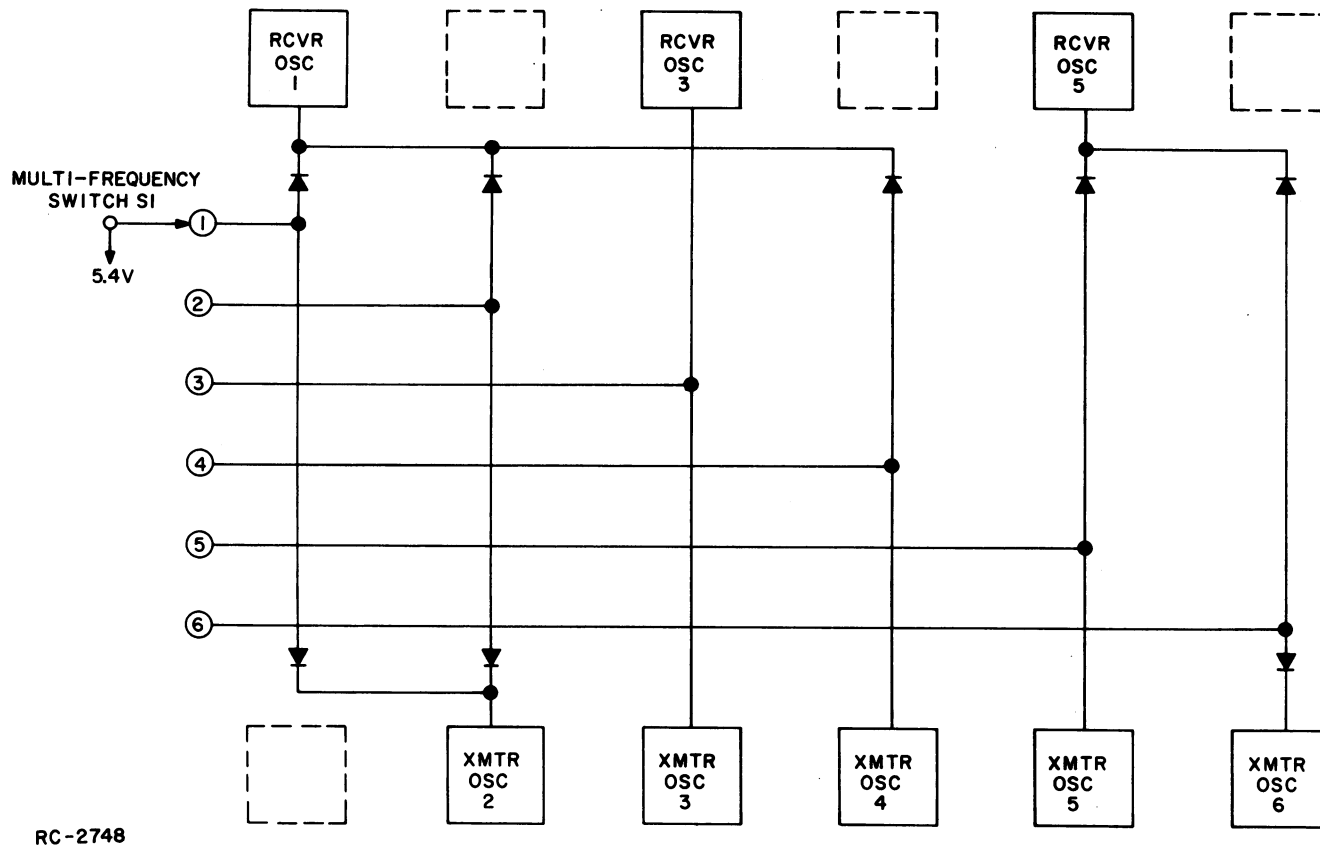 RCVR
OSC
1
RCVR
OSC
3
RCVR
OSC
5
MULTI-FREQUENCY
SWITCH S1
1
5.4V
2
3
4
5
6
XMTR
OSC
2
XMTR
OSC
3
XMTR
OSC
4
XMTR
OSC
5
XMTR
OSC
6
RC-2748